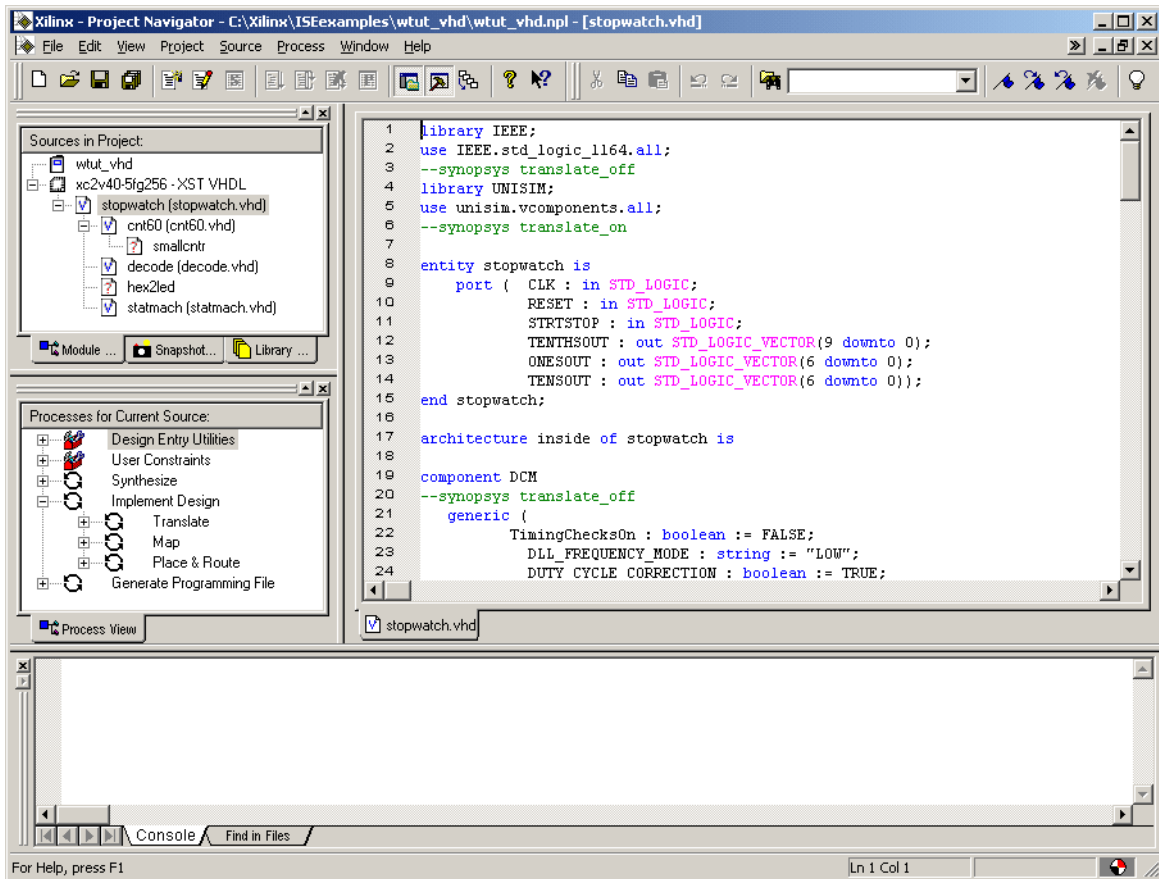 Xilinx - Project Navigator - C:\Xilinx\ISEexamples\wtut_vhd\wtut_vhd.npl - [stopwatch.vhd]
File Edit View Project Source Process Window Help
Sources in Project:
wtut_vhd
xc2v40-5fg256 - XST VHDL
stopwatch (stopwatch.vhd)
cnt60 (cnt60.vhd)
smallcntr
decode (decode.vhd)
hex2led
statmach (statmach.vhd)
Module ... Snapshot... Library ...
Processes for Current Source:
Design Entry Utilities
User Constraints
Synthesize
Implement Design
Translate
Map
Place & Route
Generate Programming File
Process View
1 library IEEE;
2 use IEEE.std_logic_1164.all;
3 --synopsys translate_off
4 library UNISIM;
5 use unisim.vcomponents.all;
6 --synopsys translate_on
7
8 entity stopwatch is
9 port ( CLK : in STD_LOGIC;
10 RESET : in STD_LOGIC;
11 STRTSTOP : in STD_LOGIC;
12 TENTHSOUT : out STD_LOGIC_VECTOR(9 downto 0);
13 ONESOUT : out STD_LOGIC_VECTOR(6 downto 0);
14 TENSOUT : out STD_LOGIC_VECTOR(6 downto 0));
15 end stopwatch;
16
17 architecture inside of stopwatch is
18
19 component DCM
20 --synopsys translate_off
21 generic (
22 TimingChecksOn : boolean := FALSE;
23 DLL_FREQUENCY_MODE : string := "LOW";
24 DUTY_CYCLE_CORRECTION : boolean := TRUE;
stopwatch.vhd
Console Find in Files
For Help, press F1
Ln 1 Col 1